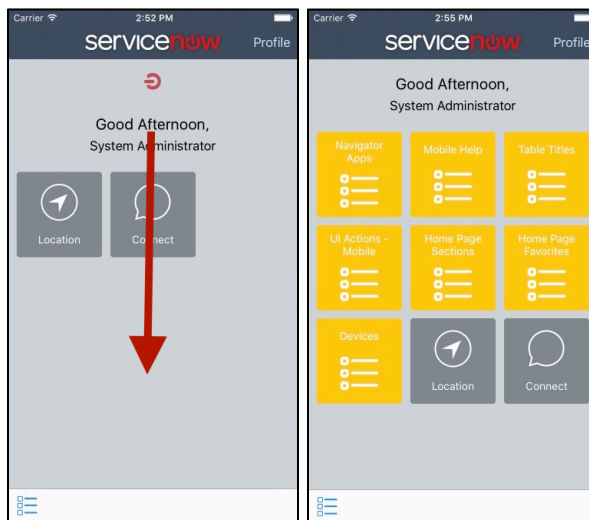 Carrier 2:52 PM
servicenow Profile
Good Afternoon,
System Administrator
Location Connect
Carrier 2:55 PM
servicenow Profile
Good Afternoon,
System Administrator
Navigator Apps
Mobile Help
Table Titles
UI Actions - Mobile
Home Page Sections
Home Page Favorites
Devices
Location
Connect